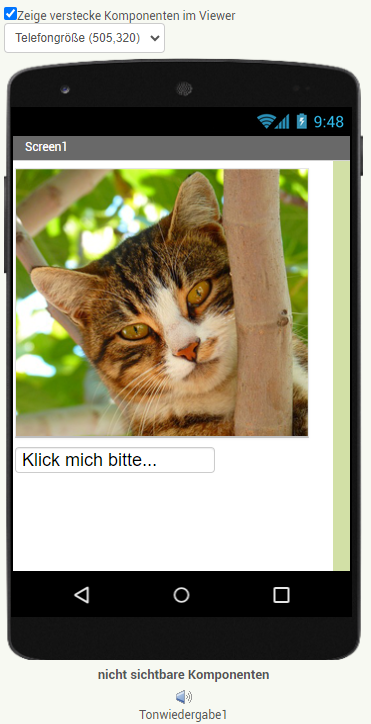 Zeige verstecke Komponenten im Viewer
Telefongröße (505,320)
9:48
Screen1
Klick mich bitte...
nicht sichtbare Komponenten
Tonwiedergabe1